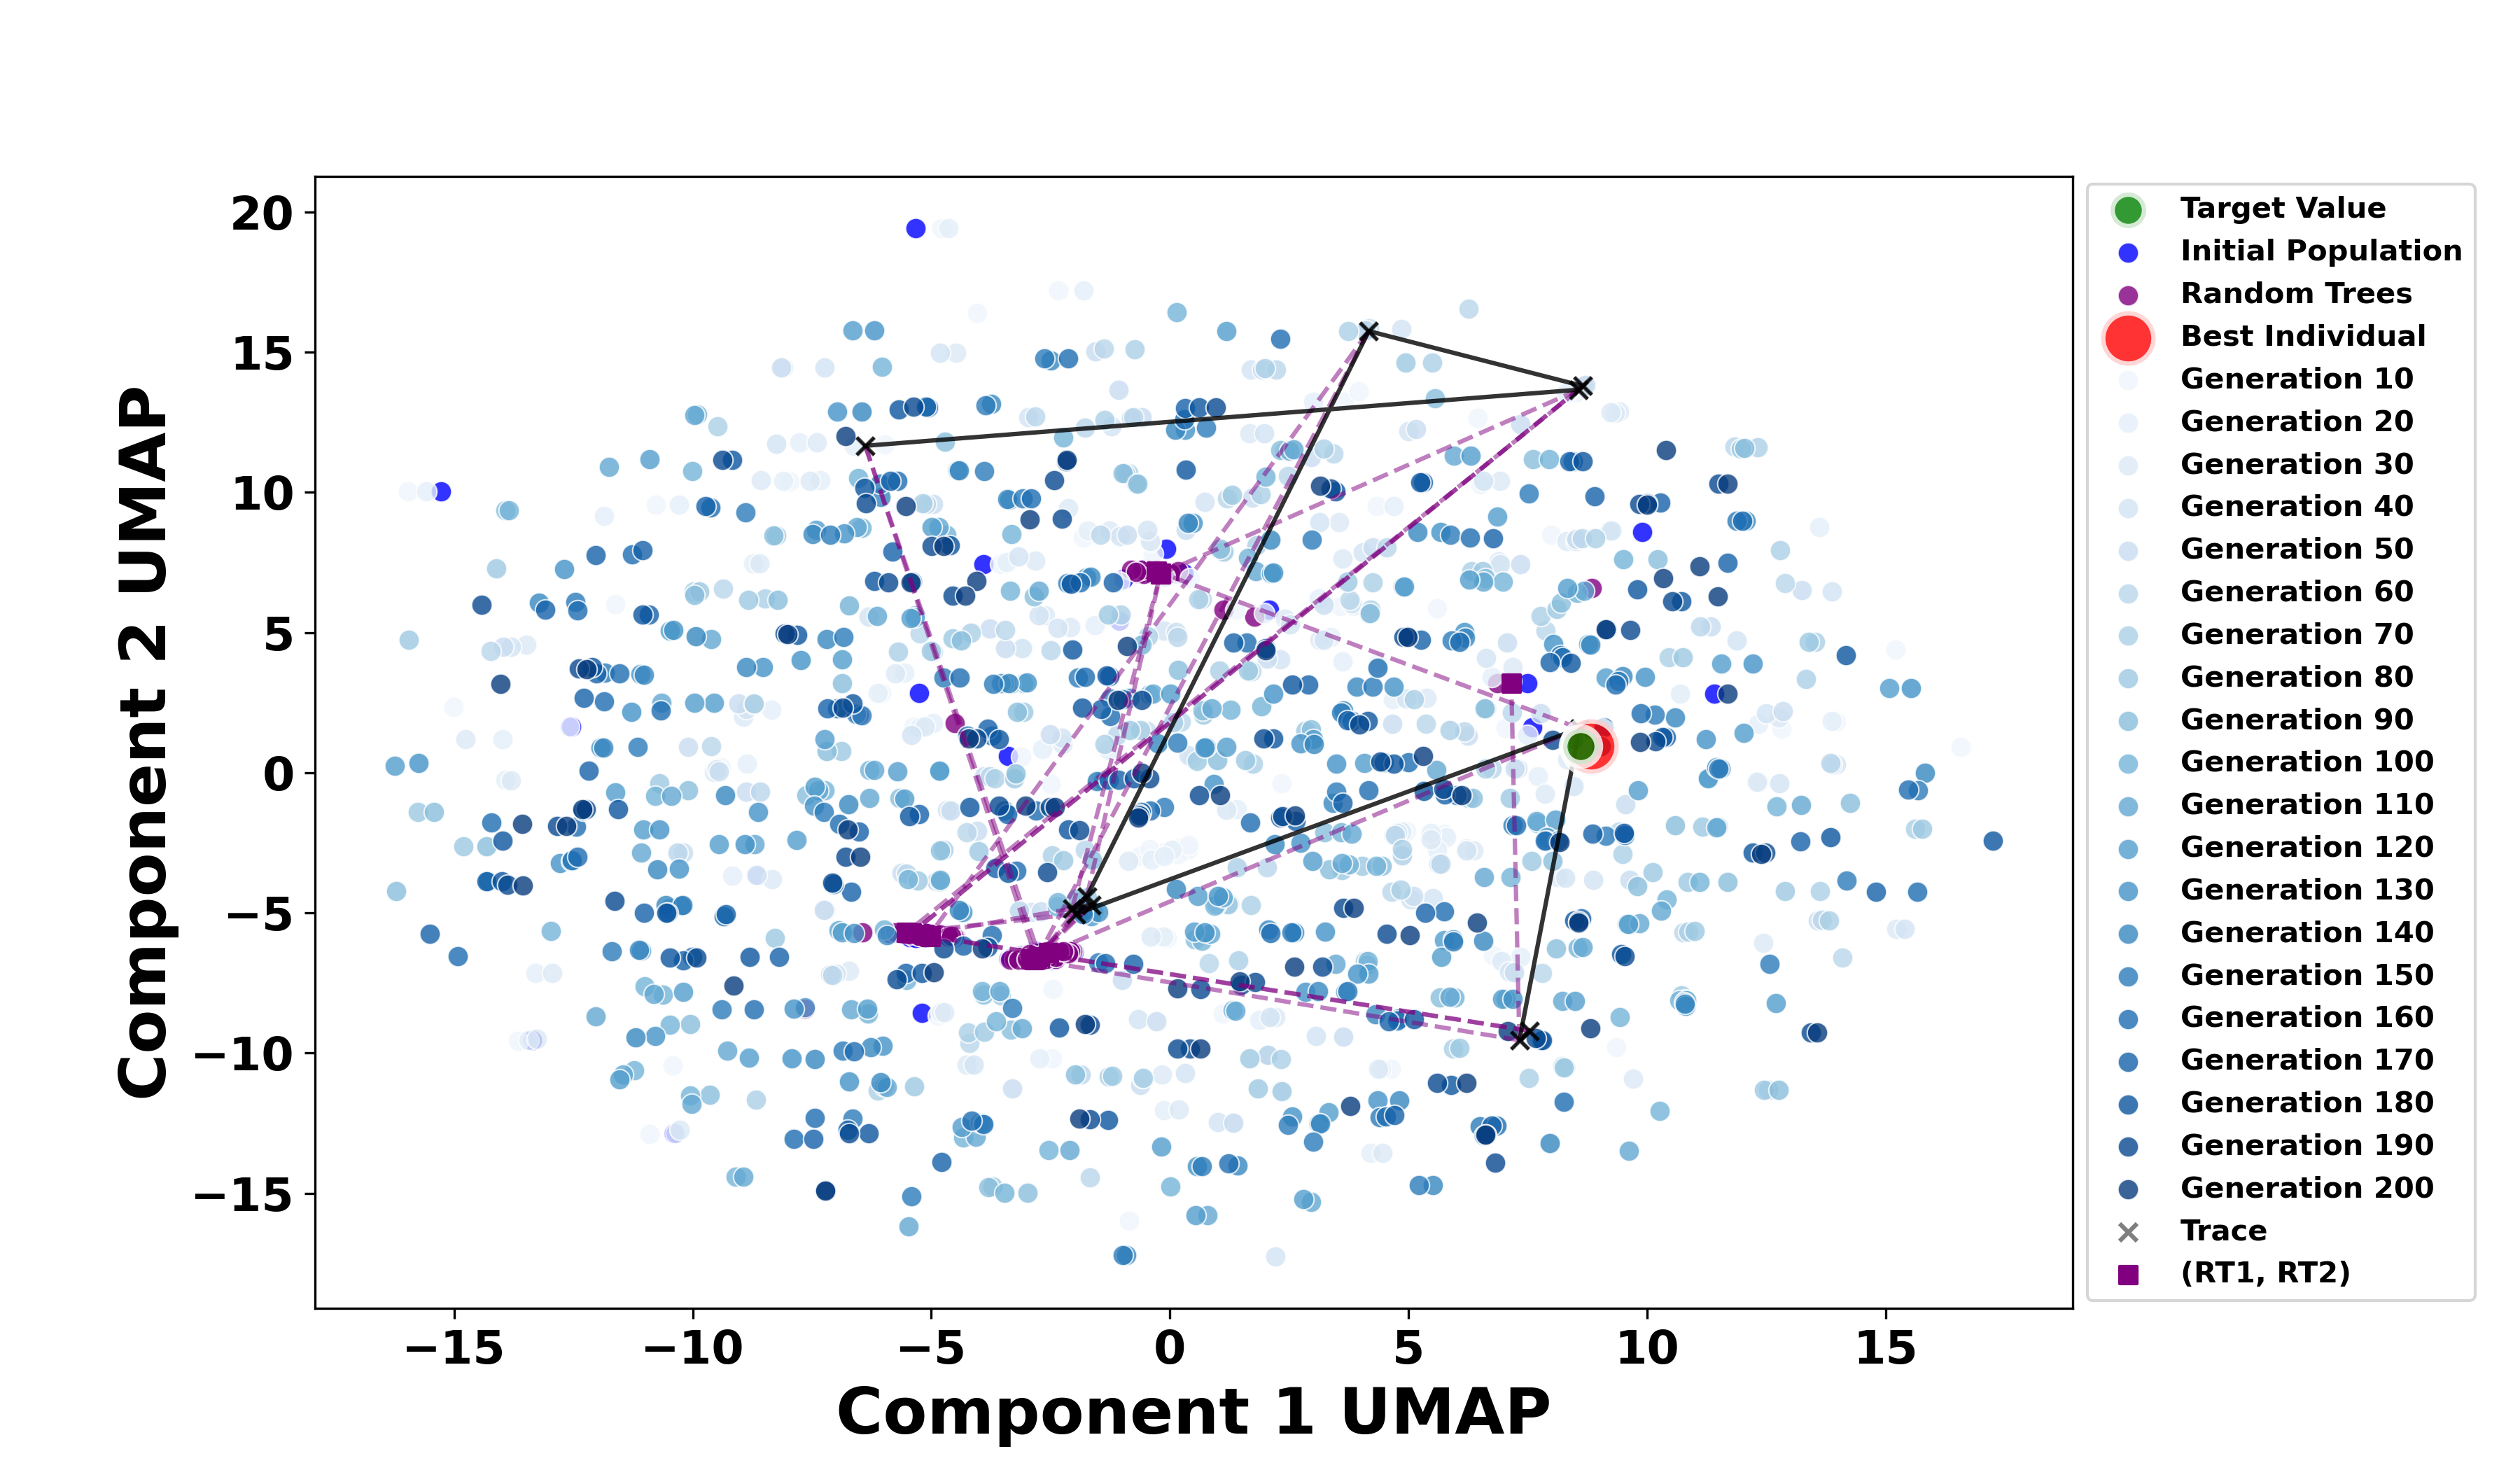 20
15
10
5
0
−5
−10
−15
Component 2 UMAP
−15 −10 −5 0 5 10 15
Component 1 UMAP
Target Value
Initial Population
Random Trees
Best Individual
Generation 10
Generation 20
Generation 30
Generation 40
Generation 50
Generation 60
Generation 70
Generation 80
Generation 90
Generation 100
Generation 110
Generation 120
Generation 130
Generation 140
Generation 150
Generation 160
Generation 170
Generation 180
Generation 190
Generation 200
Trace
(RT1, RT2)